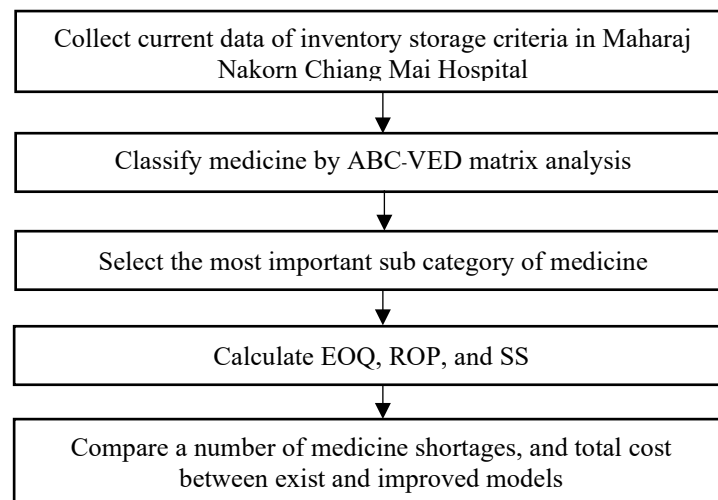 Collect current data of inventory storage criteria in Maharaj
Nakorn Chiang Mai Hospital
Classify medicine by ABC-VED matrix analysis
Select the most important sub category of medicine
Calculate EOQ, ROP, and SS
Compare a number of medicine shortages, and total cost
between exist and improved models